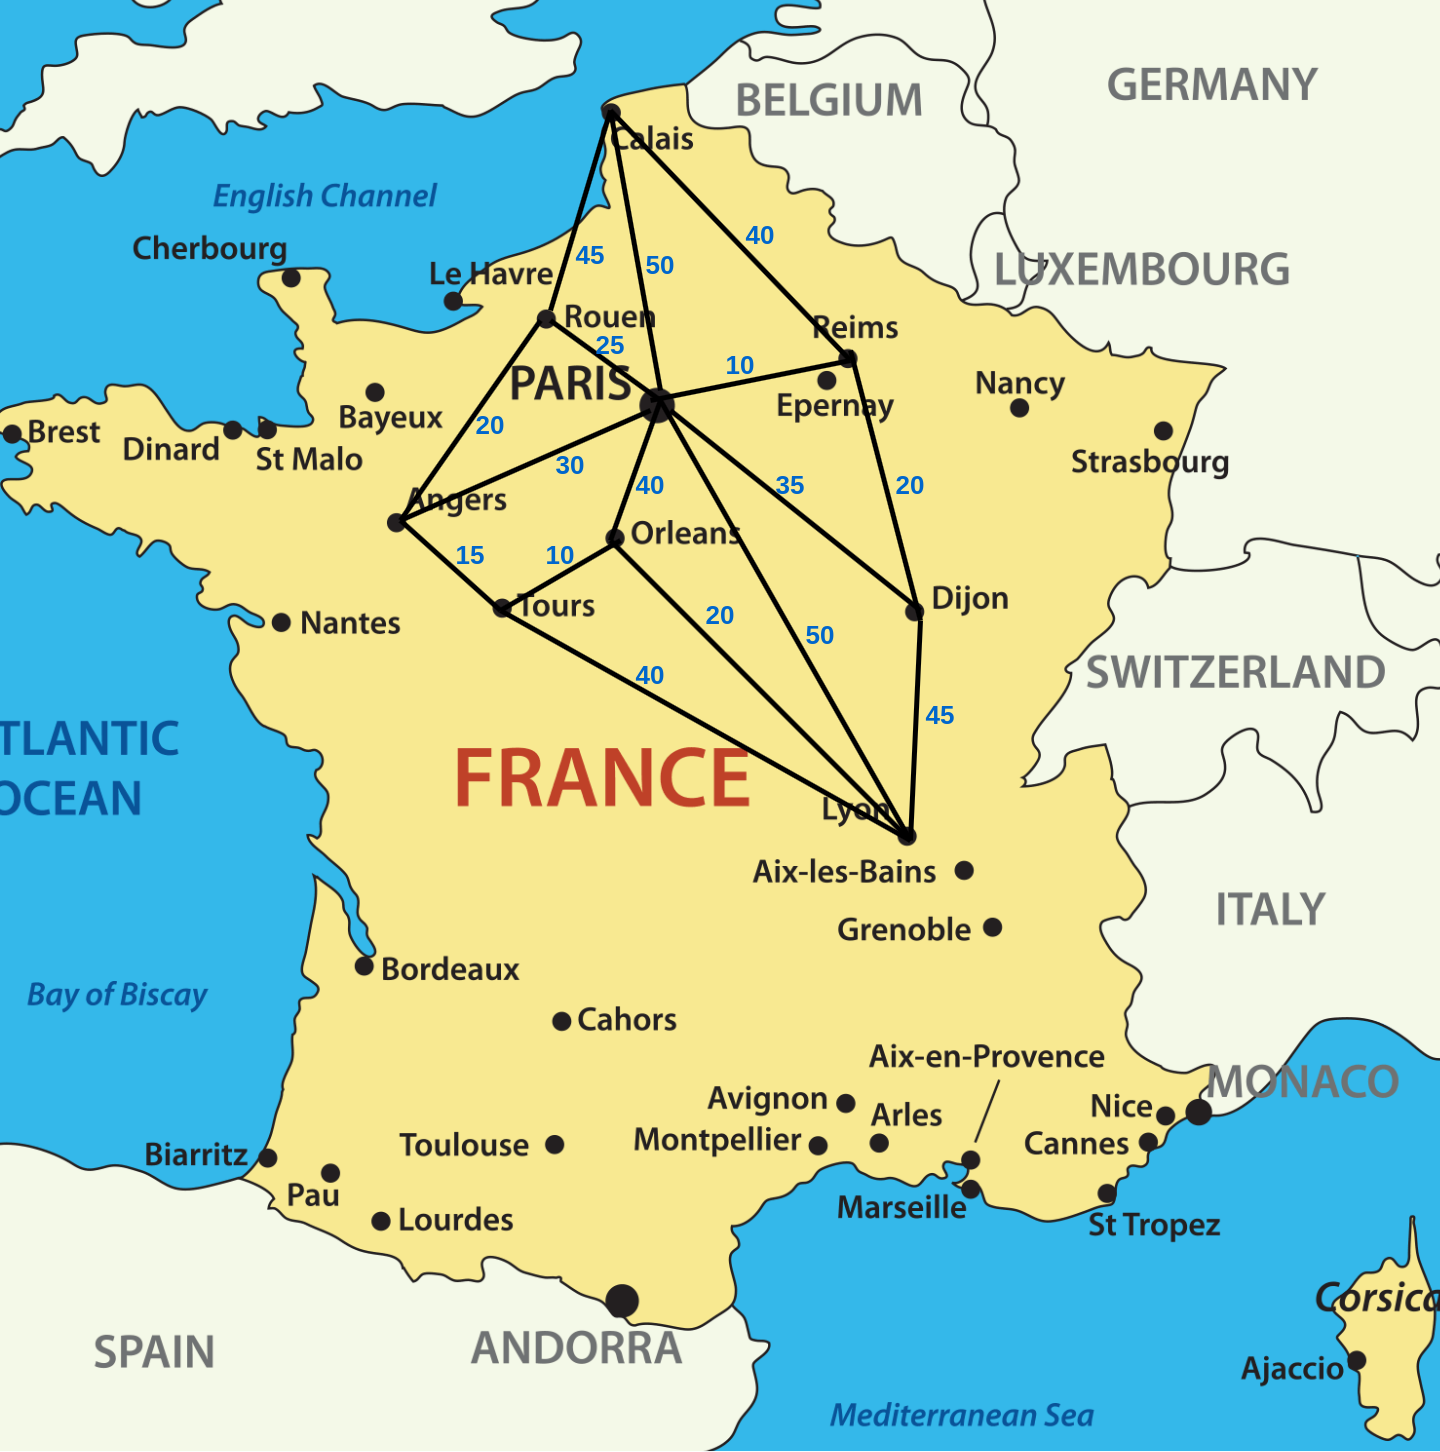 BELGIUM
GERMANY
Calais
English Channel
40
Cherbourg
45
50
LUXEMBOURG
Le Havre
Rouen
Reims
25
10
PARIS
Nancy
Epernay
Bayeux
20
Brest
Dinard
St Malo
30
Strasbourg
40
35
20
Angers
Orleans
15
10
Dijon
Tours
20
Nantes
50
SWITZERLAND
40
45
TLANTIC
OCEAN
FRANCE
Lyon
Aix-les-Bains
ITALY
Grenoble
Bordeaux
Bay of Biscay
Cahors
Aix-en-Provence
MONACO
Avignon
Arles
Nice
Montpellier
Cannes
Toulouse
Biarritz
Pau
Marseille
Lourdes
St Tropez
Corsica
SPAIN
ANDORRA
Ajaccio
Mediterranean Sea